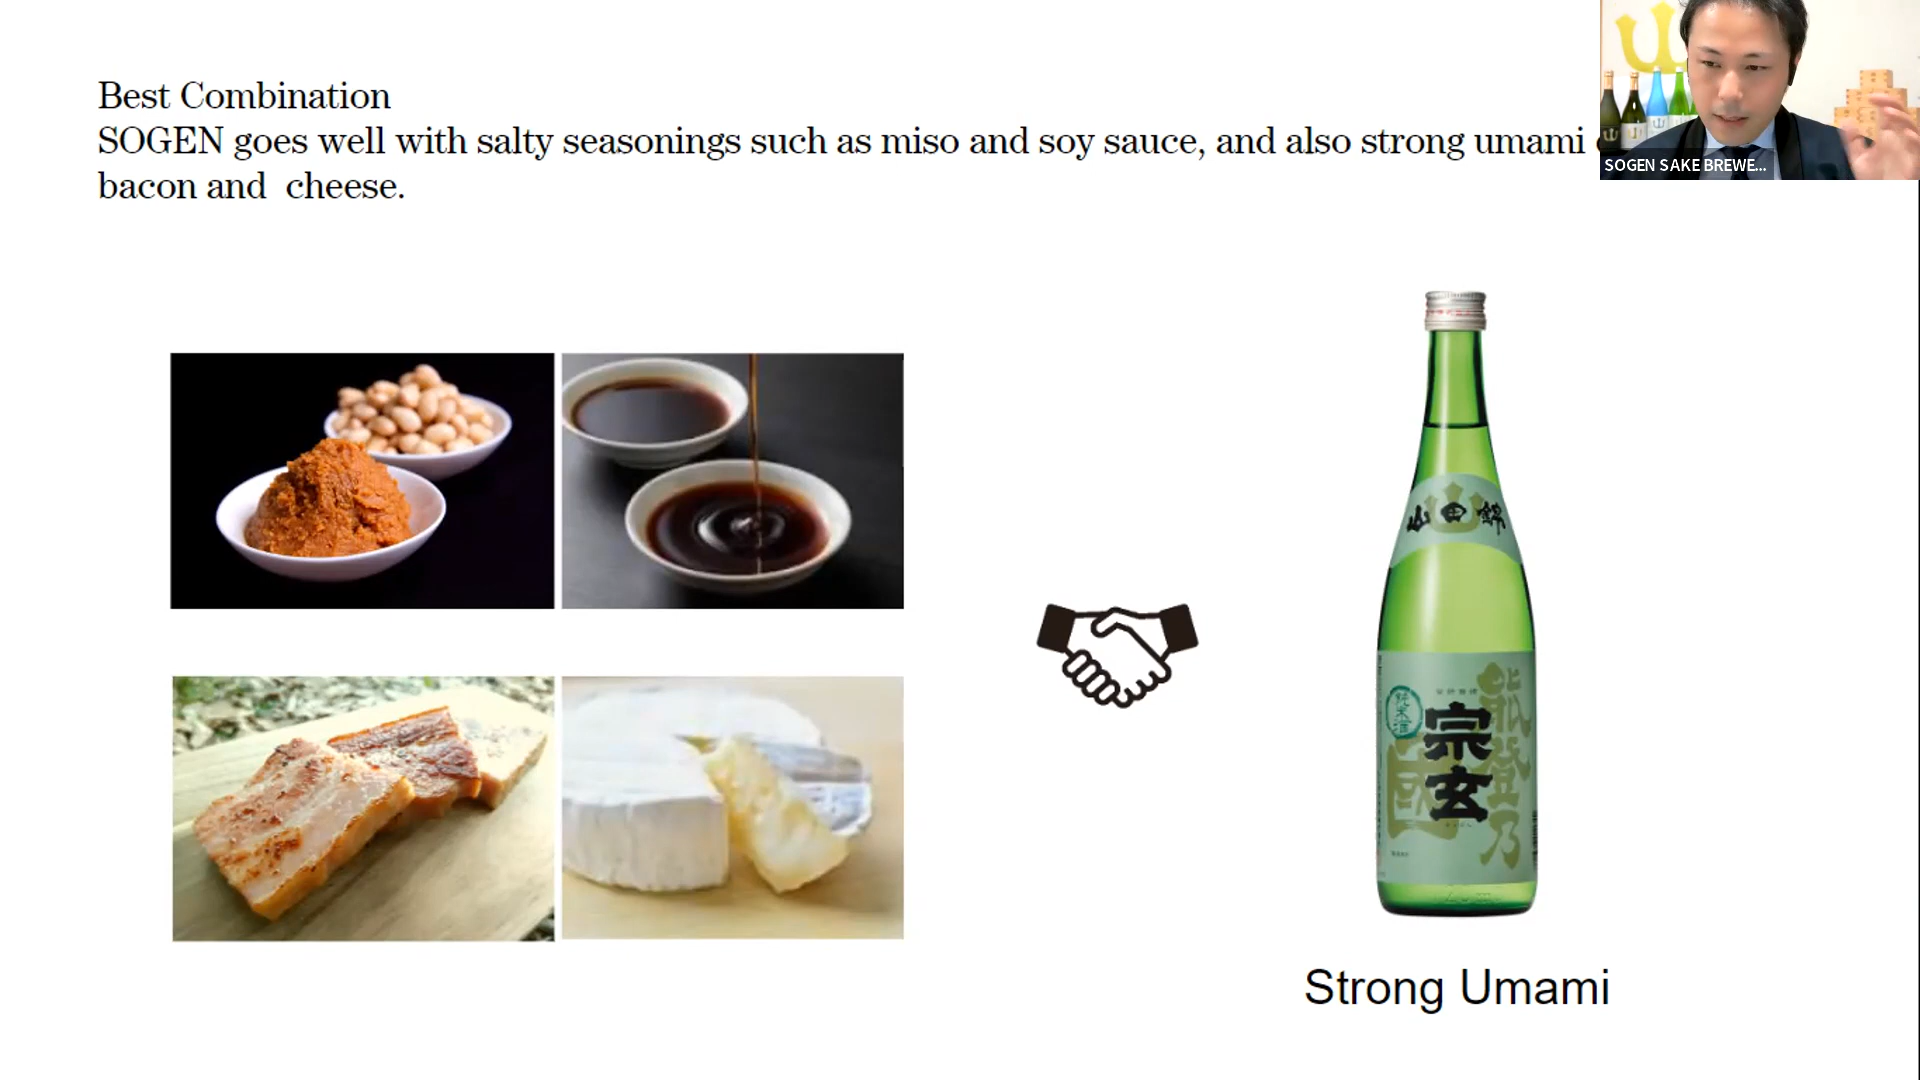 Best Combination
SOGEN goes well with salty seasonings such as miso and soy sauce, and also strong umami
bacon and cheese.
SOGEN SAKE BREWE...
山田錦
純米酒
宗玄
能登乃
国
Strong Umami